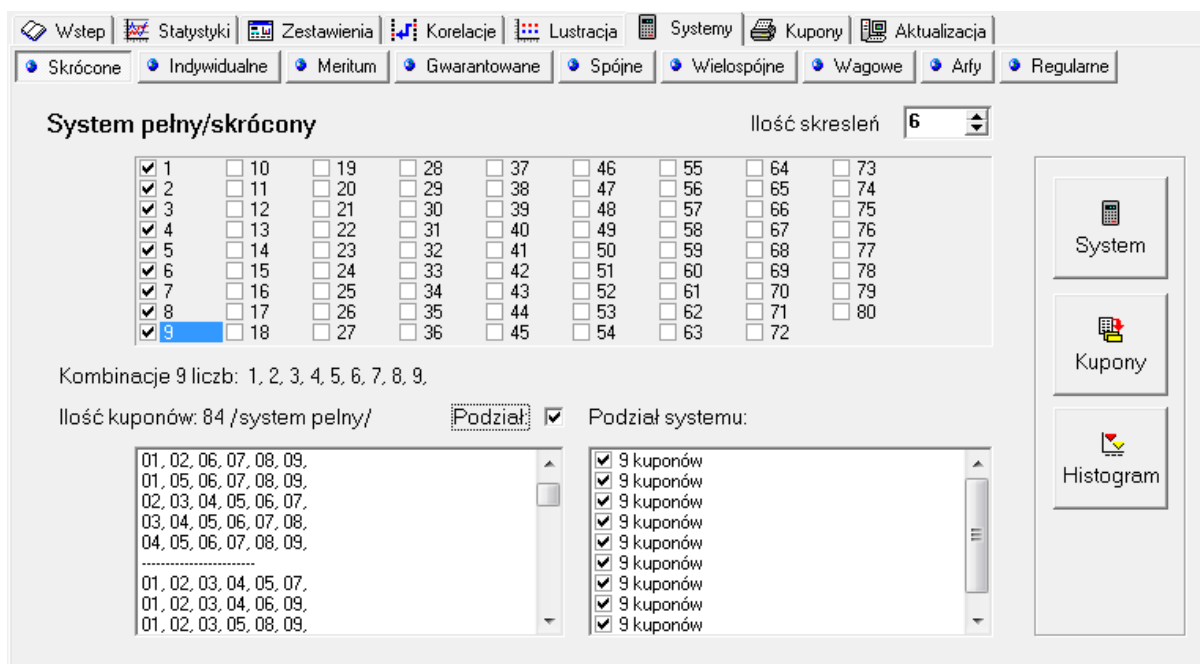 Wstep Statystyki Zestawienia Korelacje Lustracja Systemy Kupony Aktualizacja
Skrócone Indywidualne Meritum Gwarantowane Spójne Wielospójne Wagowe Arfy Regularne
System pełny/skrócony Ilość skresleń 6
1 10 19 28 37 46 55 64 73
2 11 20 29 38 47 56 65 74
3 12 21 30 39 48 57 66 75
4 13 22 31 40 49 58 67 76
5 14 23 32 41 50 59 68 77
6 15 24 33 42 51 60 69 78
7 16 25 34 43 52 61 70 79
8 17 26 35 44 53 62 71 80
9 18 27 36 45 54 63 72
System
Kupony
Histogram
Kombinacje 9 liczb: 1, 2, 3, 4, 5, 6, 7, 8, 9,
Ilość kuponów: 84 /system pelny/ Podział: Podział systemu:
01, 02, 06, 07, 08, 09,
01, 05, 06, 07, 08, 09,
02, 03, 04, 05, 06, 07,
03, 04, 05, 06, 07, 08,
04, 05, 06, 07, 08, 09,
------------------------
01, 02, 03, 04, 05, 07,
01, 02, 03, 04, 06, 09,
01, 02, 03, 05, 08, 09,
9 kuponów
9 kuponów
9 kuponów
9 kuponów
9 kuponów
9 kuponów
9 kuponów
9 kuponów
9 kuponów